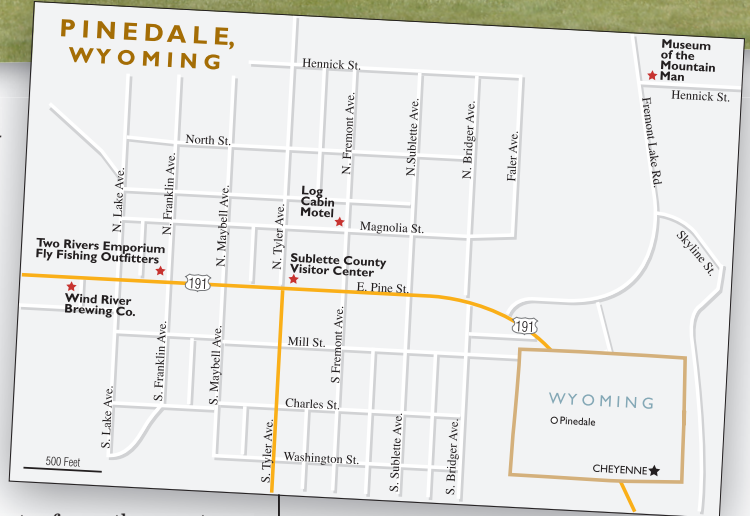 PINEDALE,
WYOMING
Hennick St.
Museum
of the
Mountain
Man
Hennick St.
North St.
N. Fremont Ave.
N.Sublette Ave.
N. Bridger Ave.
Faler Ave.
Fremont Lake Rd.
N. Lake Ave.
N. Franklin Ave.
N. Maybell Ave.
N. Tyler Ave.
Log
Cabin
Motel
Magnolia St.
Skyline St.
Two Rivers Emporium
Fly Fishing Outfitters
Sublette County
Visitor Center
191
E. Pine St.
Wind River
Brewing Co.
191
S. Franklin Ave.
S. Maybell Ave.
Mill St.
S Fremont Ave.
WYOMING
Pinedale
CHEYENNE
S. Lake Ave.
Charles St.
S. Tyler Ave.
Washington St.
S. Sublette Ave.
S. Bridger Ave.
500 Feet